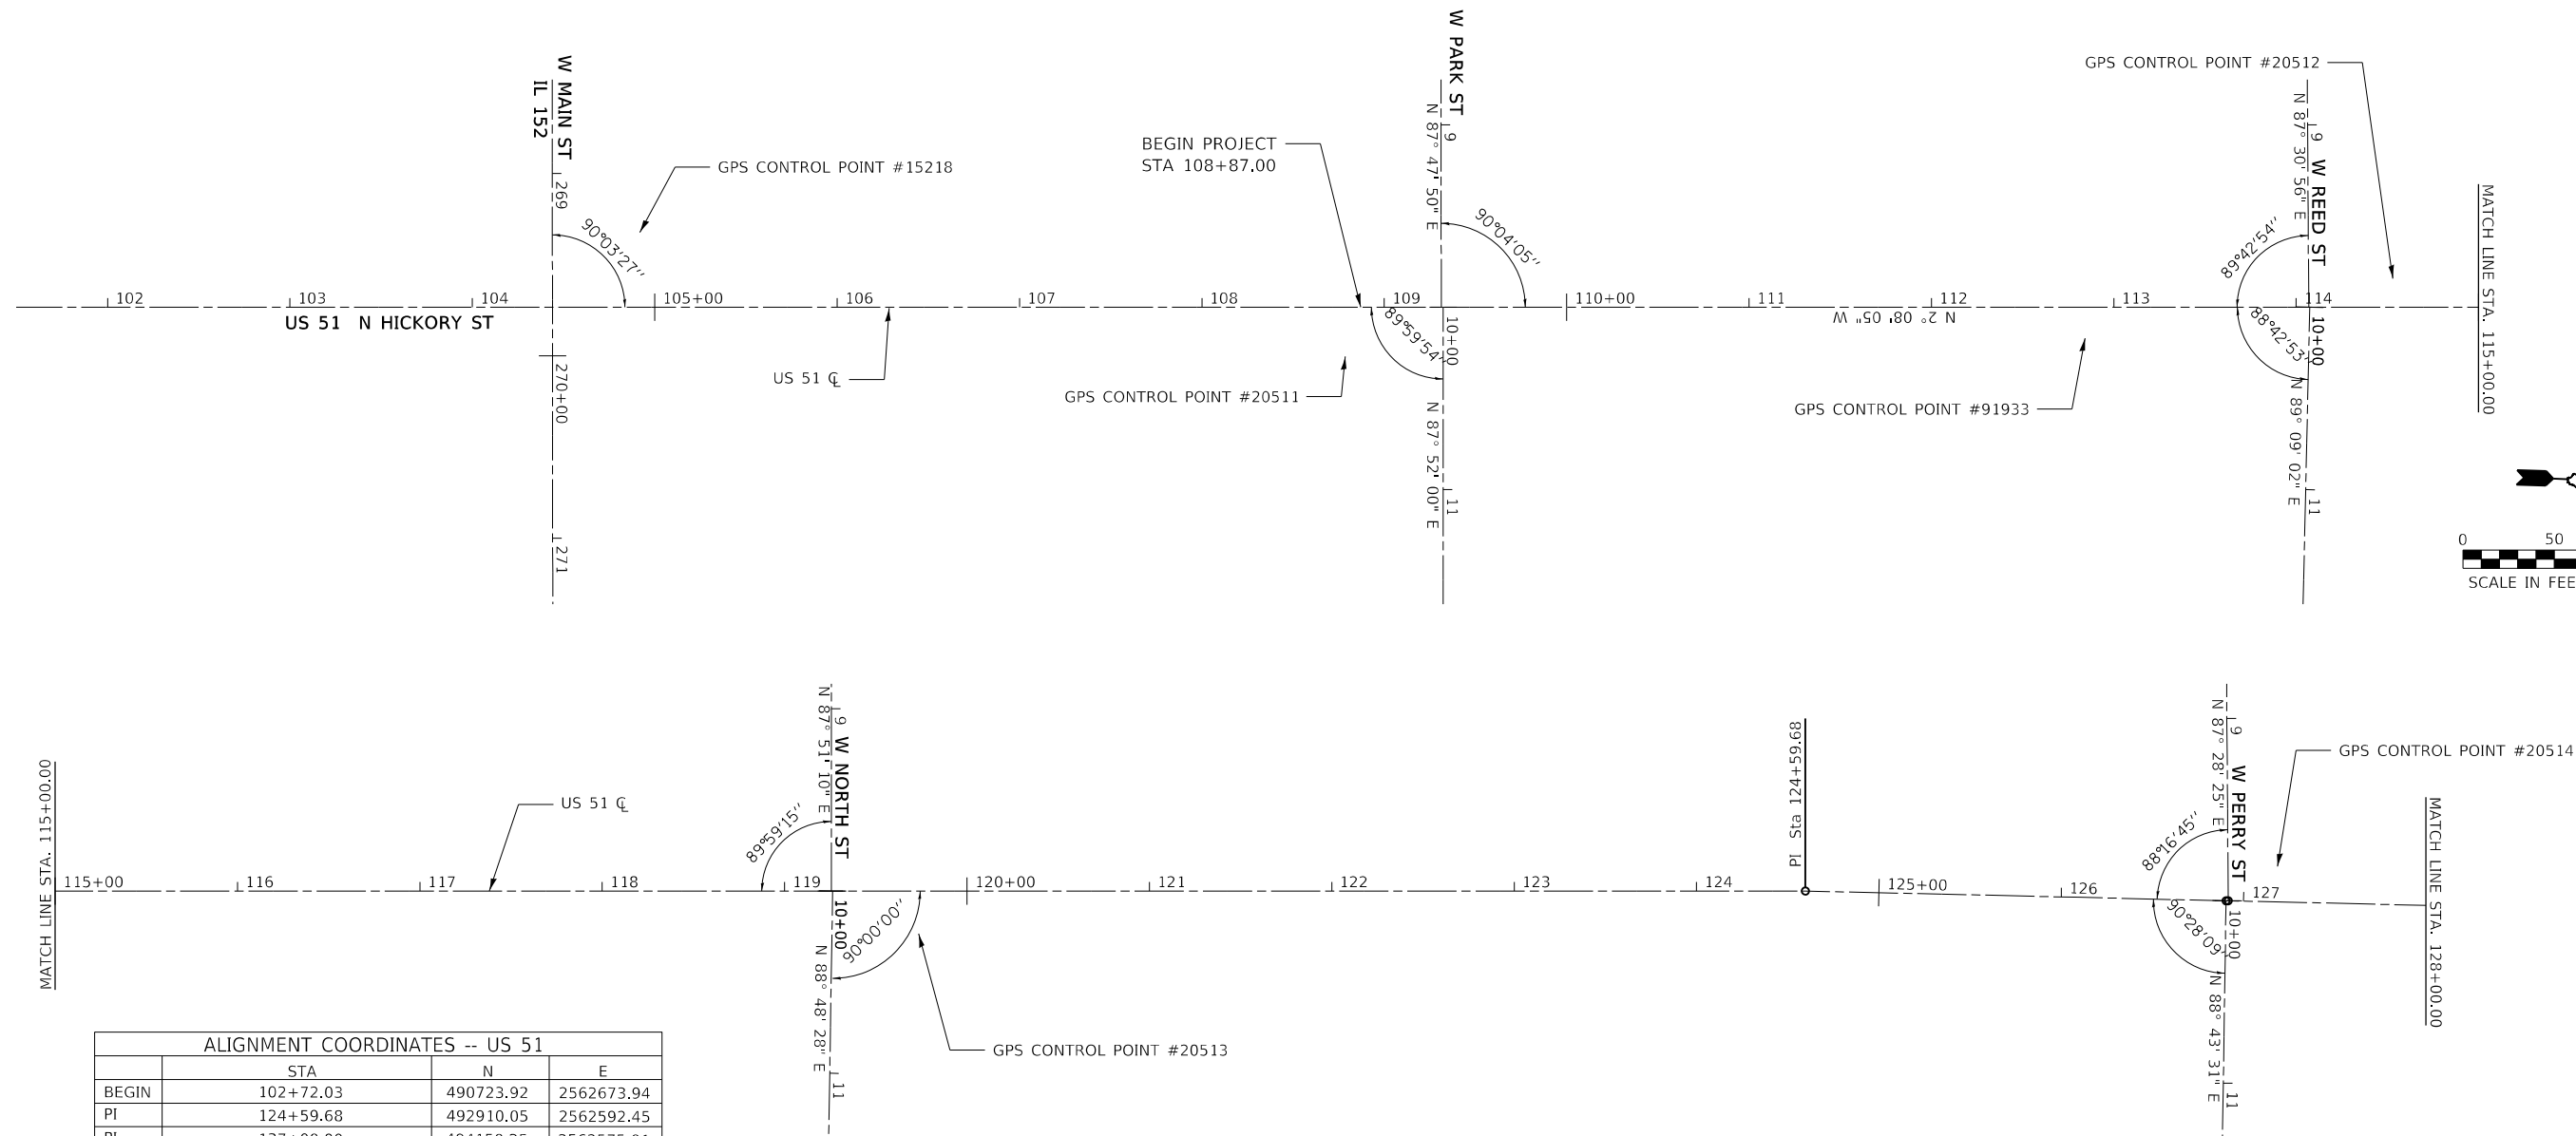 W MAIN ST
IL 152
269
270+00
271
90°03'27''
GPS CONTROL POINT #15218
102
103
104
105+00
106
107
108
109
110+00
111
112
113
114
US 51 N HICKORY ST
US 51 ℄
BEGIN PROJECT
STA 108+87.00
GPS CONTROL POINT #20511
W PARK ST
N 87° 47' 50" E
9
90°04'05''
89°59'54''
10+00
N 87° 52' 00" E
11
N 2° 08' 05" W
GPS CONTROL POINT #91933
GPS CONTROL POINT #20512
N 87° 30' 56" E
9
W REED ST
89°42'54''
88°42'53''
10+00
N 89° 09' 02" E
11
MATCH LINE STA. 115+00.00
0 50
MATCH LINE STA. 115+00.00
115+00
116
117
118
119
120+00
121
122
123
124
125+00
126
127
US 51 ℄
N 87° 51' 10" E
9
W NORTH ST
89°59'15''
10+00
90°00'00''
N 88° 48' 28" E
11
GPS CONTROL POINT #20513
PI Sta 124+59.68
N 87° 28' 25" E
9
W PERRY ST
88°16'45''
90°28'09''
10+00
N 88° 43' 31" E
11
GPS CONTROL POINT #20514
MATCH LINE STA. 128+00.00
ALIGNMENT COORDINATES -- US 51
STA N E
BEGIN 102+72.03 490723.92 2562673.94
PI 124+59.68 492910.05 2562592.45